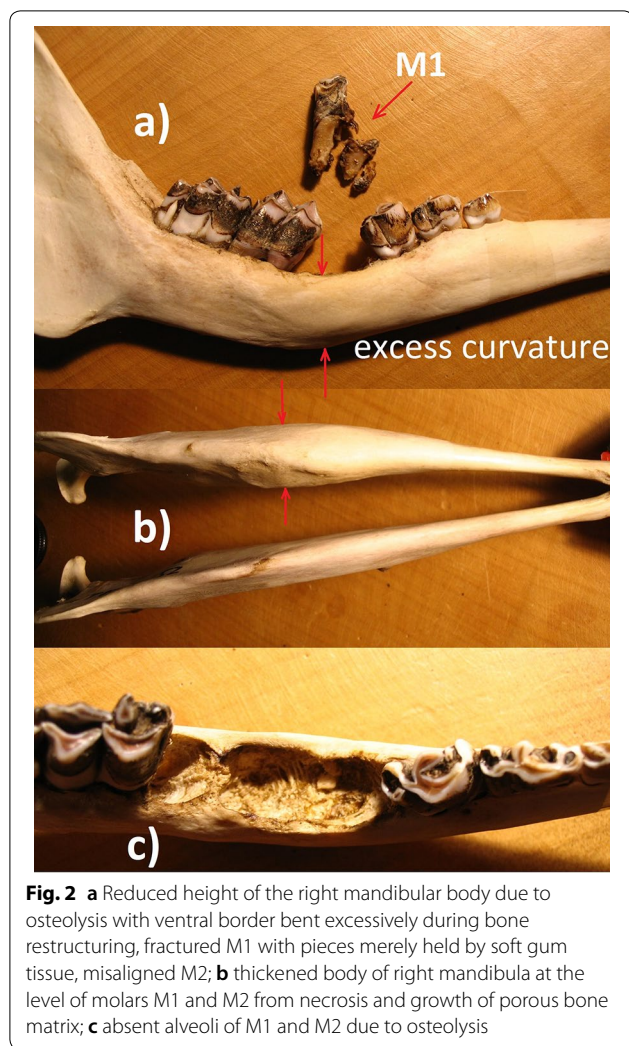 M1
a)
excess curvature
b)
c)
Fig. 2 a Reduced height of the right mandibular body due to
osteolysis with ventral border bent excessively during bone
restructuring, fractured M1 with pieces merely held by soft gum
tissue, misaligned M2; b thickened body of right mandibula at the
level of molars M1 and M2 from necrosis and growth of porous bone
matrix; c absent alveoli of M1 and M2 due to osteolysis